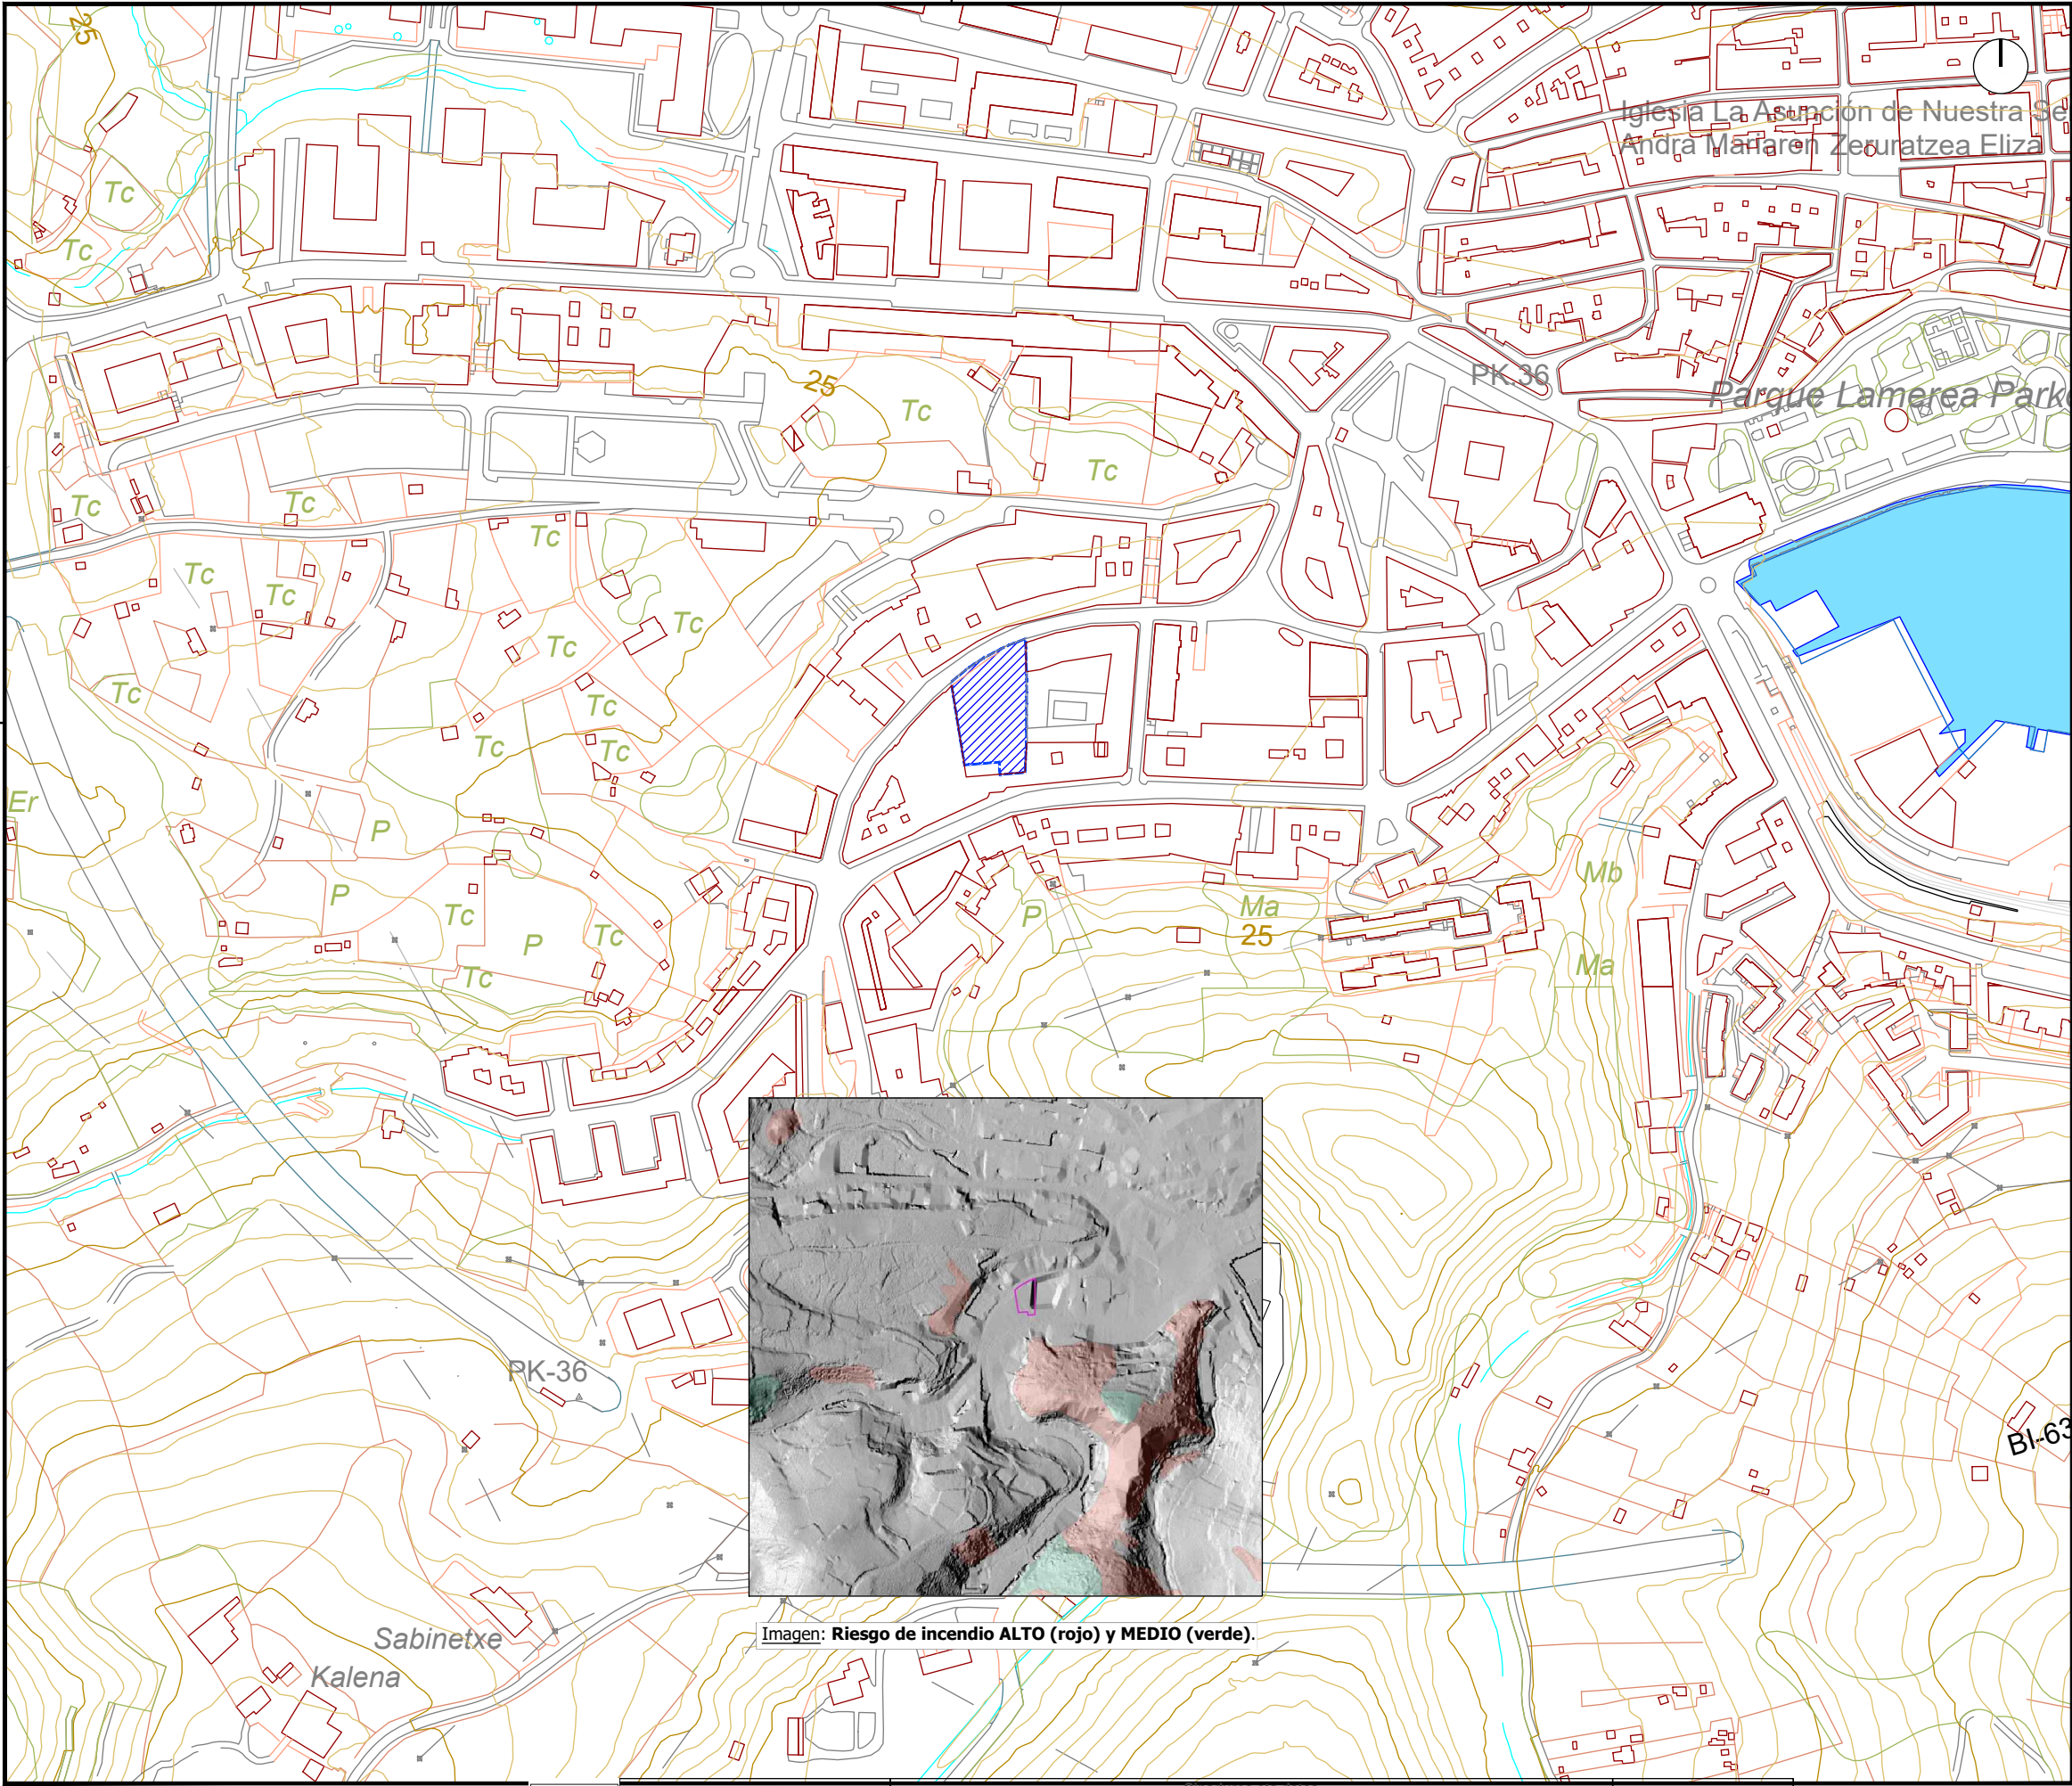 25
Iglesia La Asunción de Nuestra Se
Andra Mariaren Zeruratzea Eliza
Tc
Tc
PK.36
25
Tc
Parque Lamerea Parke
Tc
Tc
Tc
Tc
Tc
Tc
Tc
Tc
Tc
Tc
Tc
Tc
Er
P
Mb
P
Tc
P
Ma
25
P
Tc
Ma
Tc
PK-36
BI-63
Imagen: Riesgo de incendio ALTO (rojo) y MEDIO (verde).
Sabinetxe
Kalena